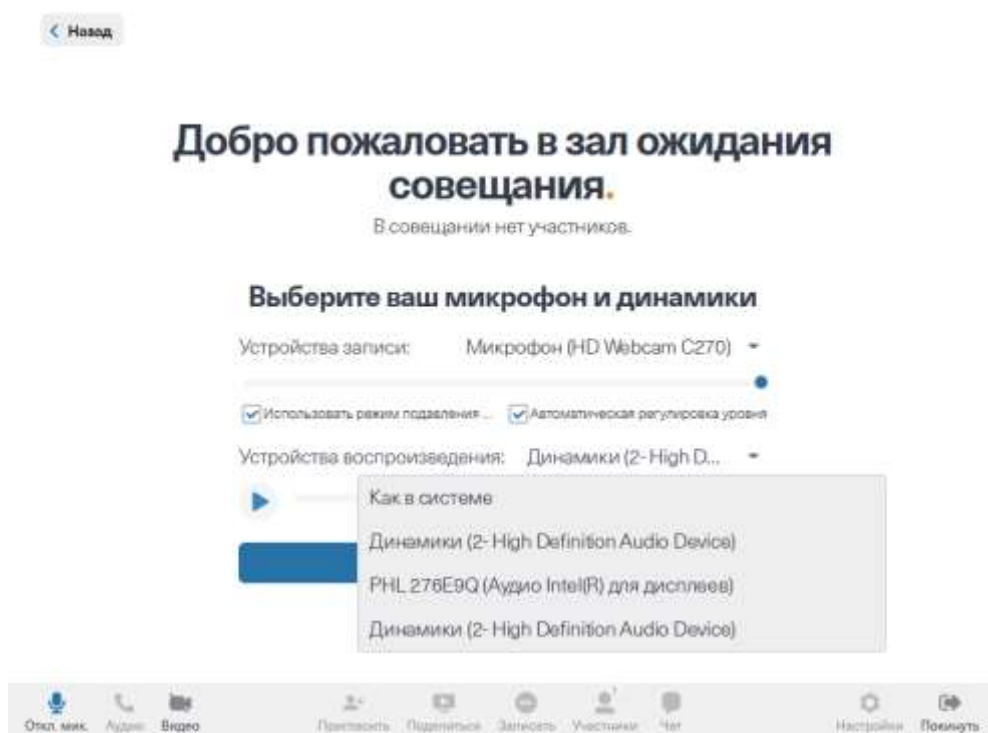 Назад
Добро пожаловать в зал ожидания
совещания.
В совещании нет участников.
Выберите ваш микрофон и динамики
Устройства записи: Микрофон (HD Webcam C270)
Использовать режим подавления ... Автоматическая регулировка уровня
Устройства воспроизведения: Динамики (2- High D...
Как в системе
Динамики (2- High Definition Audio Device)
PHL 276E9Q (Аудио Intel(R) для дисплеев)
Динамики (2- High Definition Audio Device)
1
Откл. мик. Аудио Видео Пригласить Поделиться Записать Участники Чат Настройки Покинуть